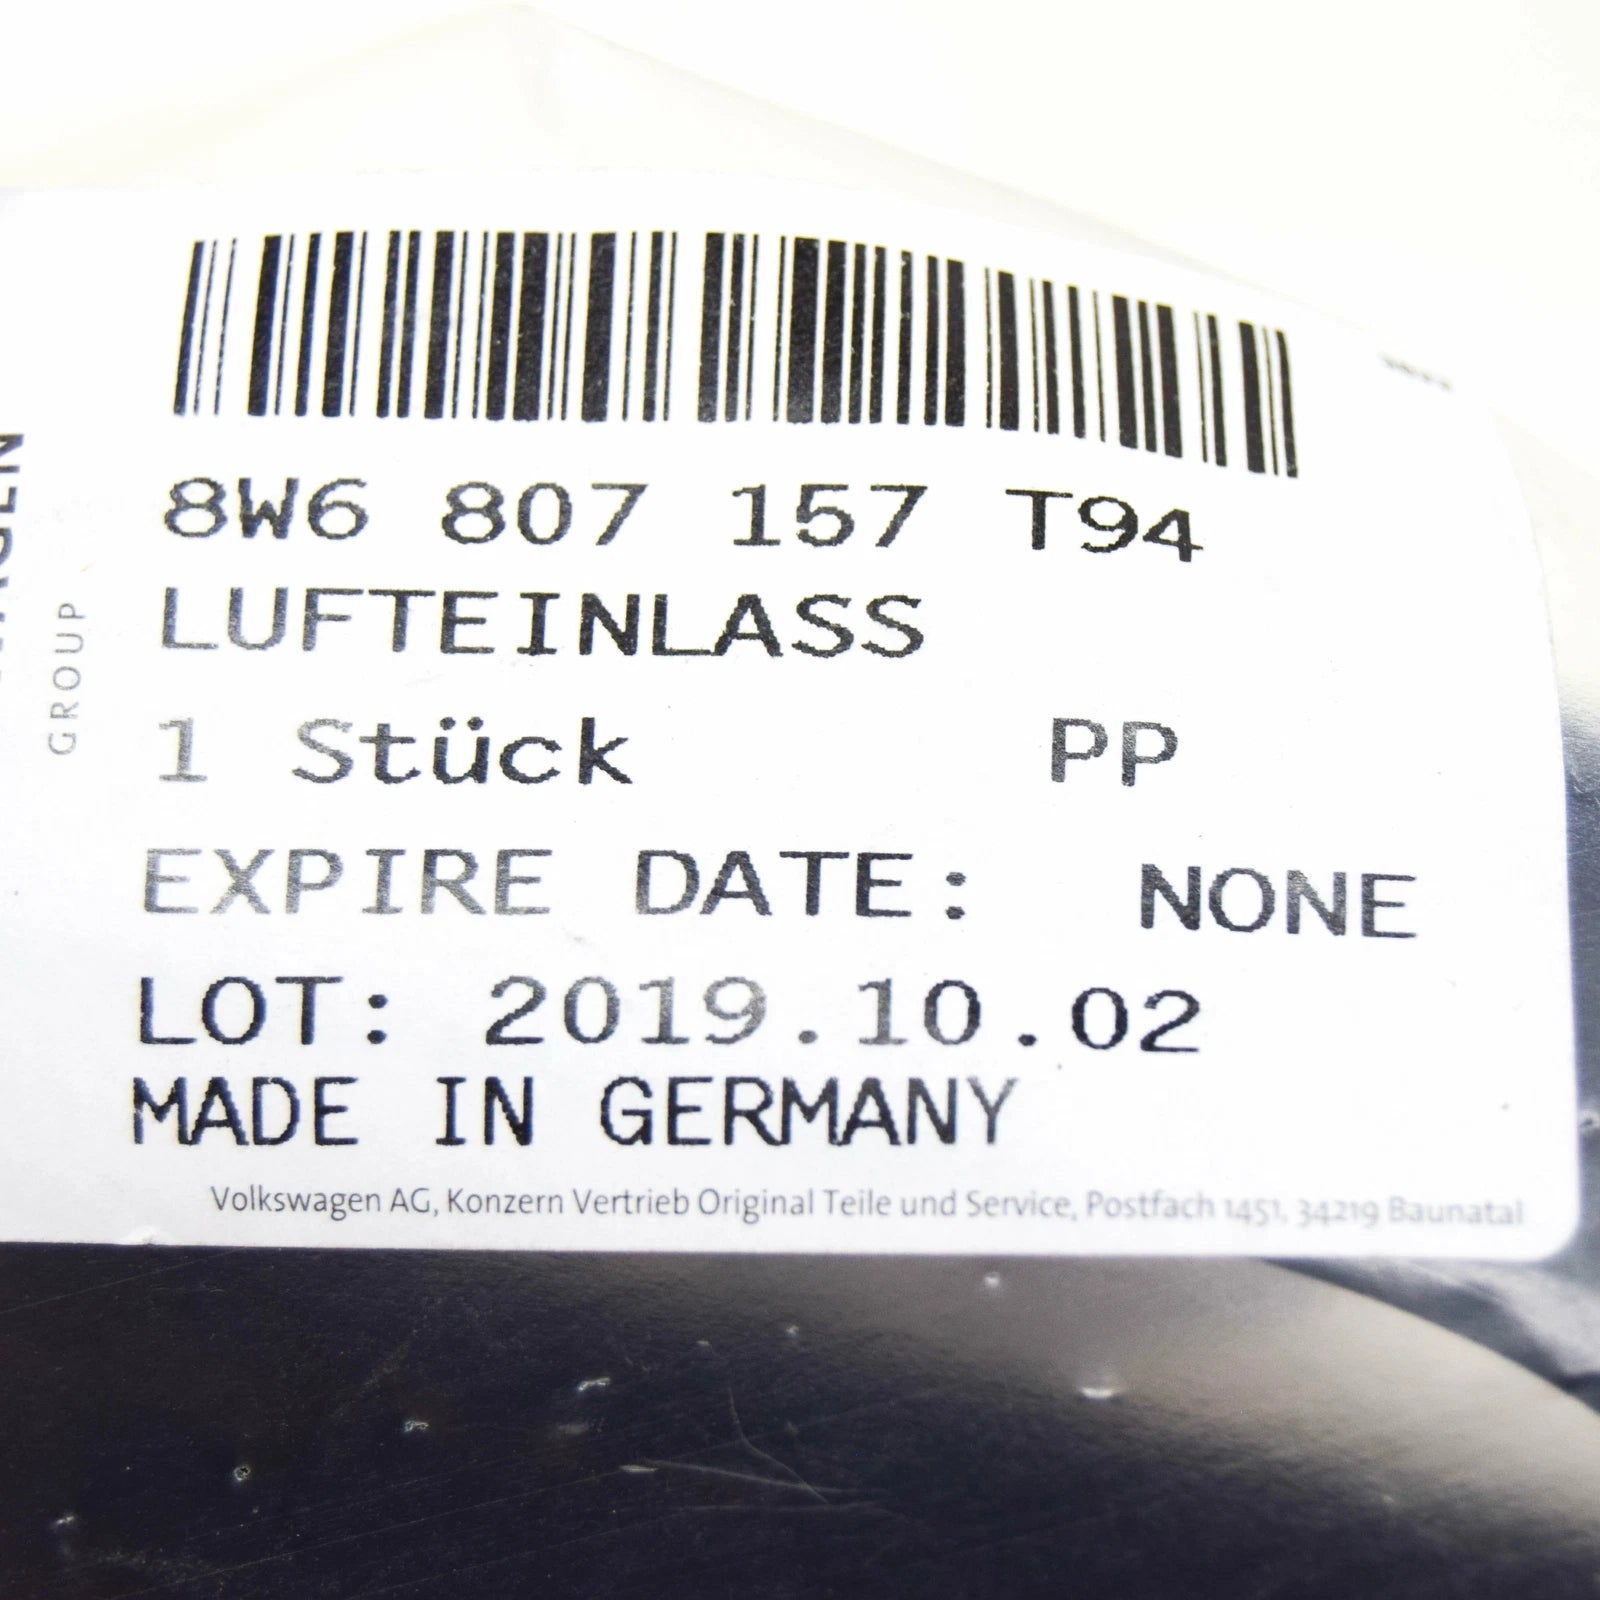 8W6 807 157 T94
LUFTEINLASS
1 Stück PP
EXPIRE DATE: NONE
LOT: 2019.10.02
MADE IN GERMANY
Volkswagen AG, Konzern Vertrieb Original Teile und Service, Postfach 1451, 34219 Baunatal
GROUP